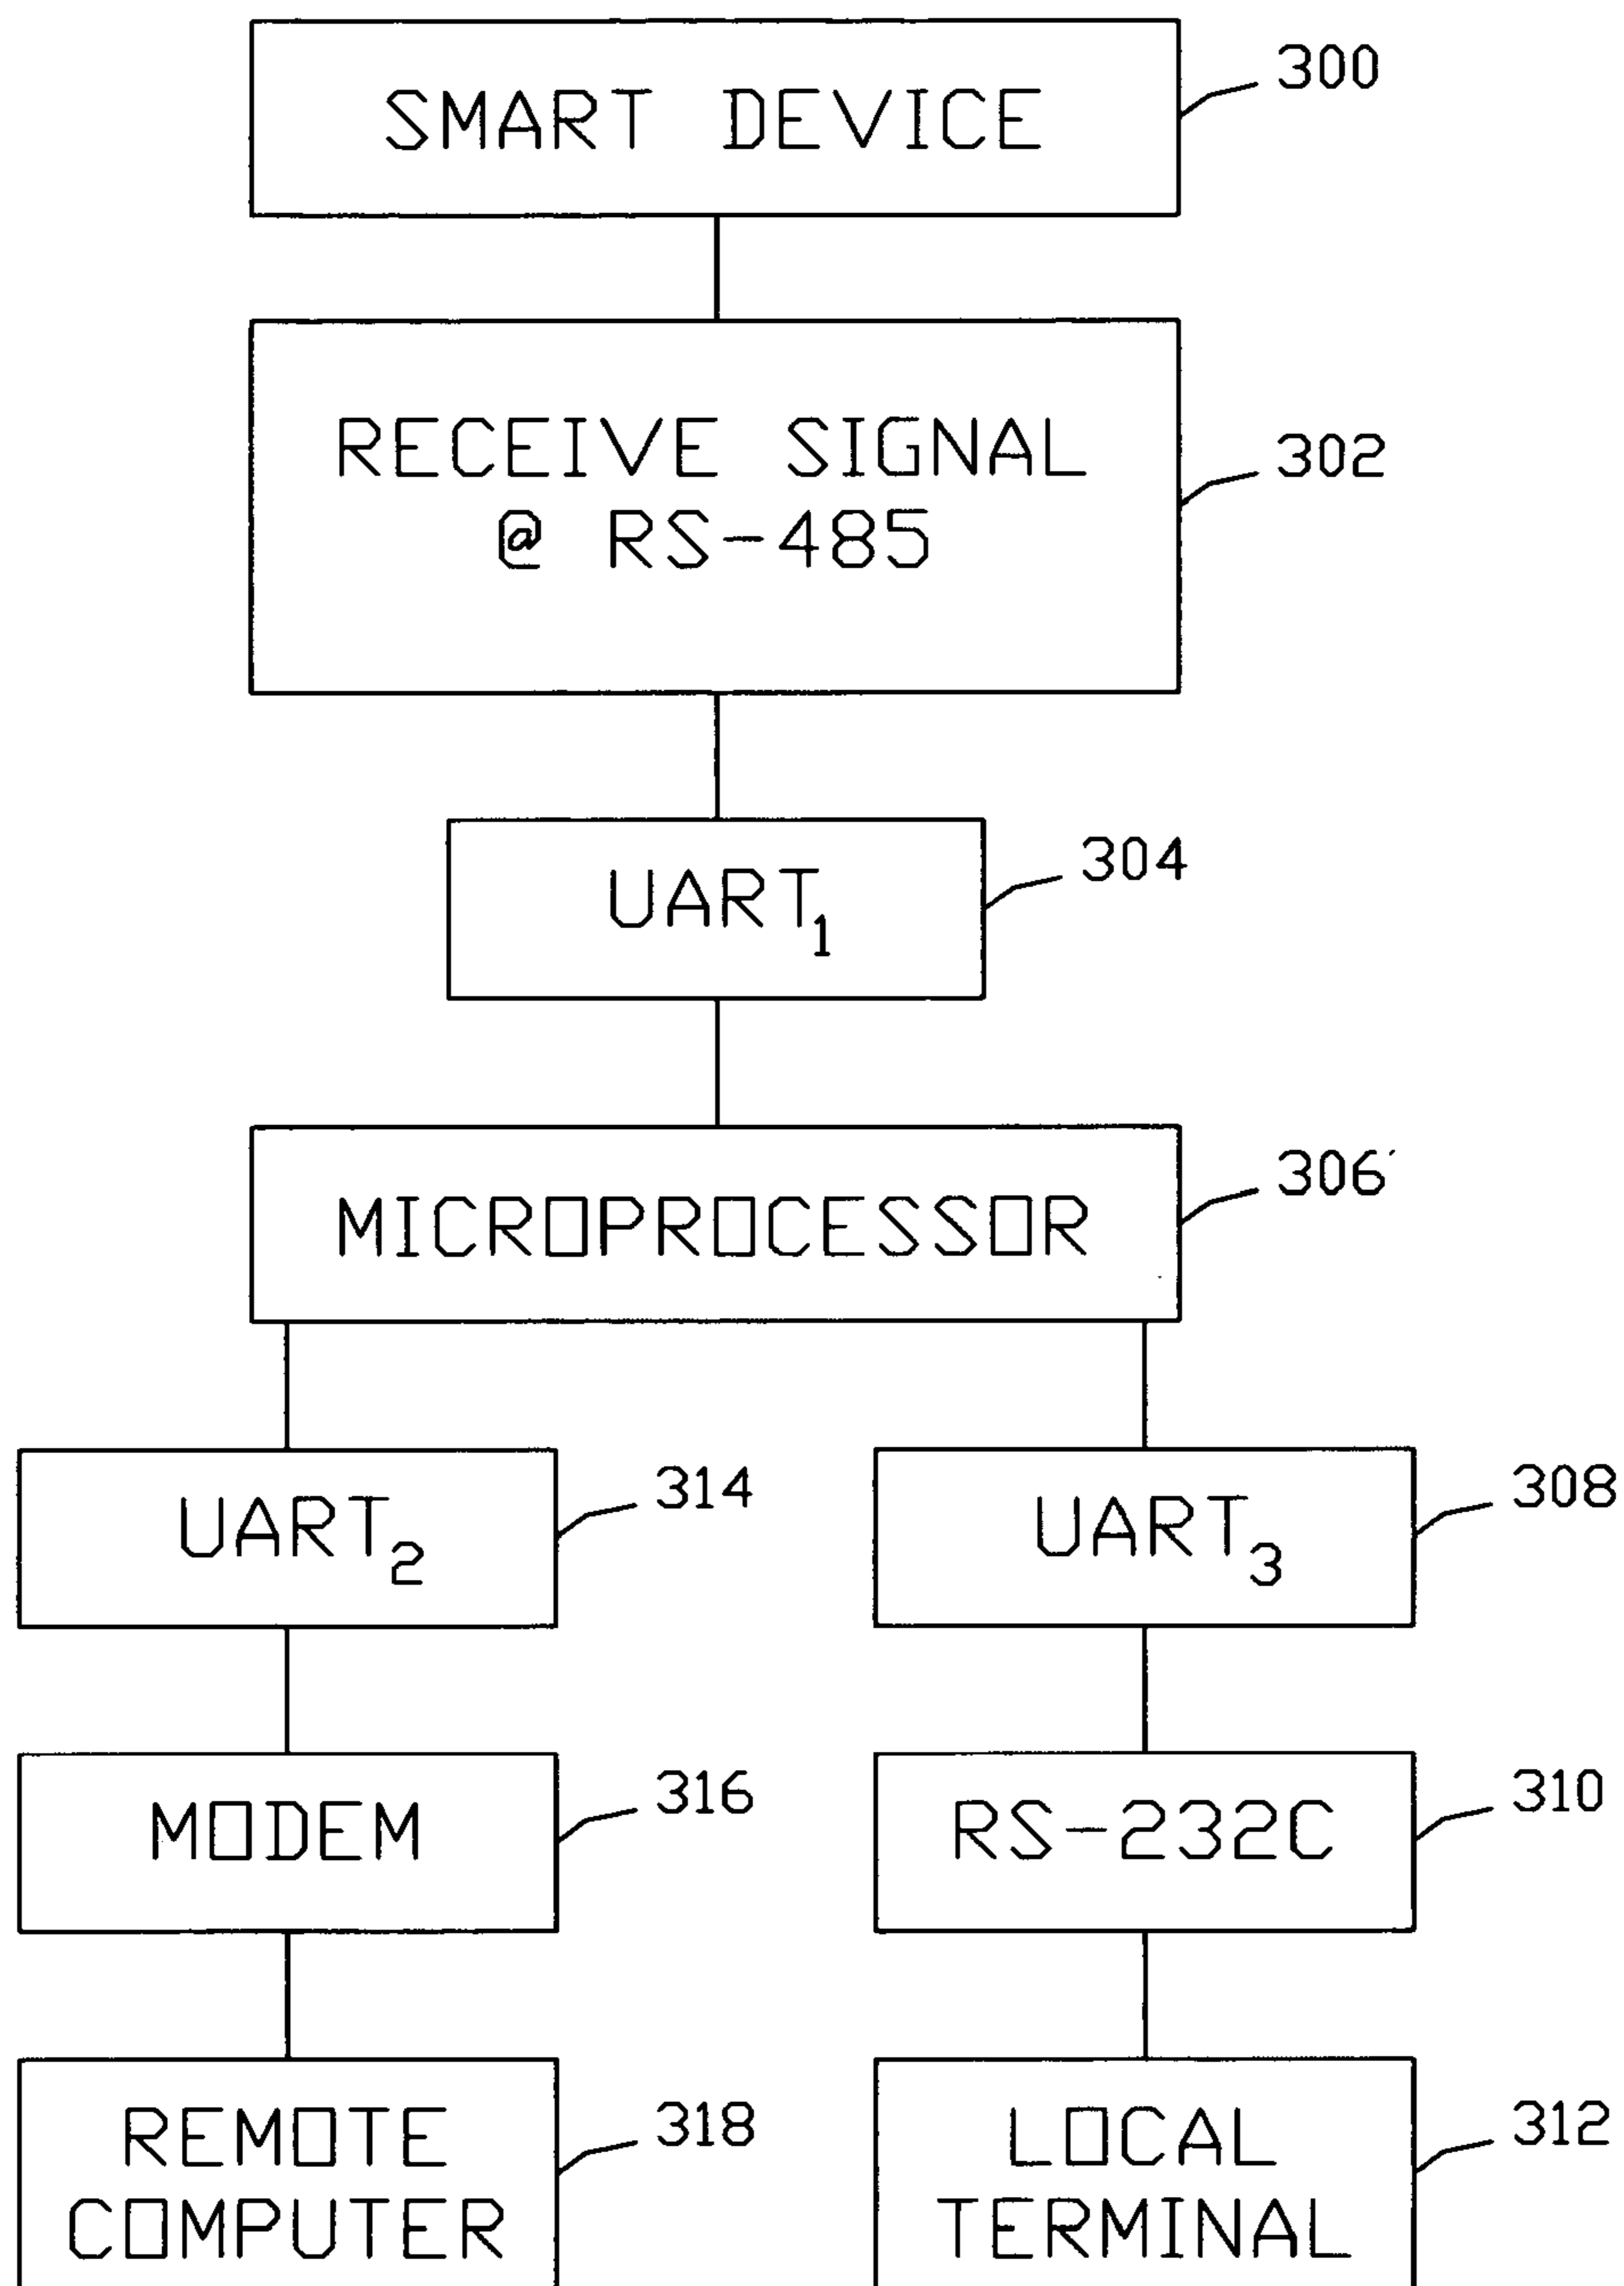 SMART DEVICE
300
RECEIVE SIGNAL
@ RS-485
302
UART1
304
MICROPROCESSOR
306
UART2
314
UART3
308
MODEM
316
RS-232C
310
REMOTE
COMPUTER
318
LOCAL
TERMINAL
312